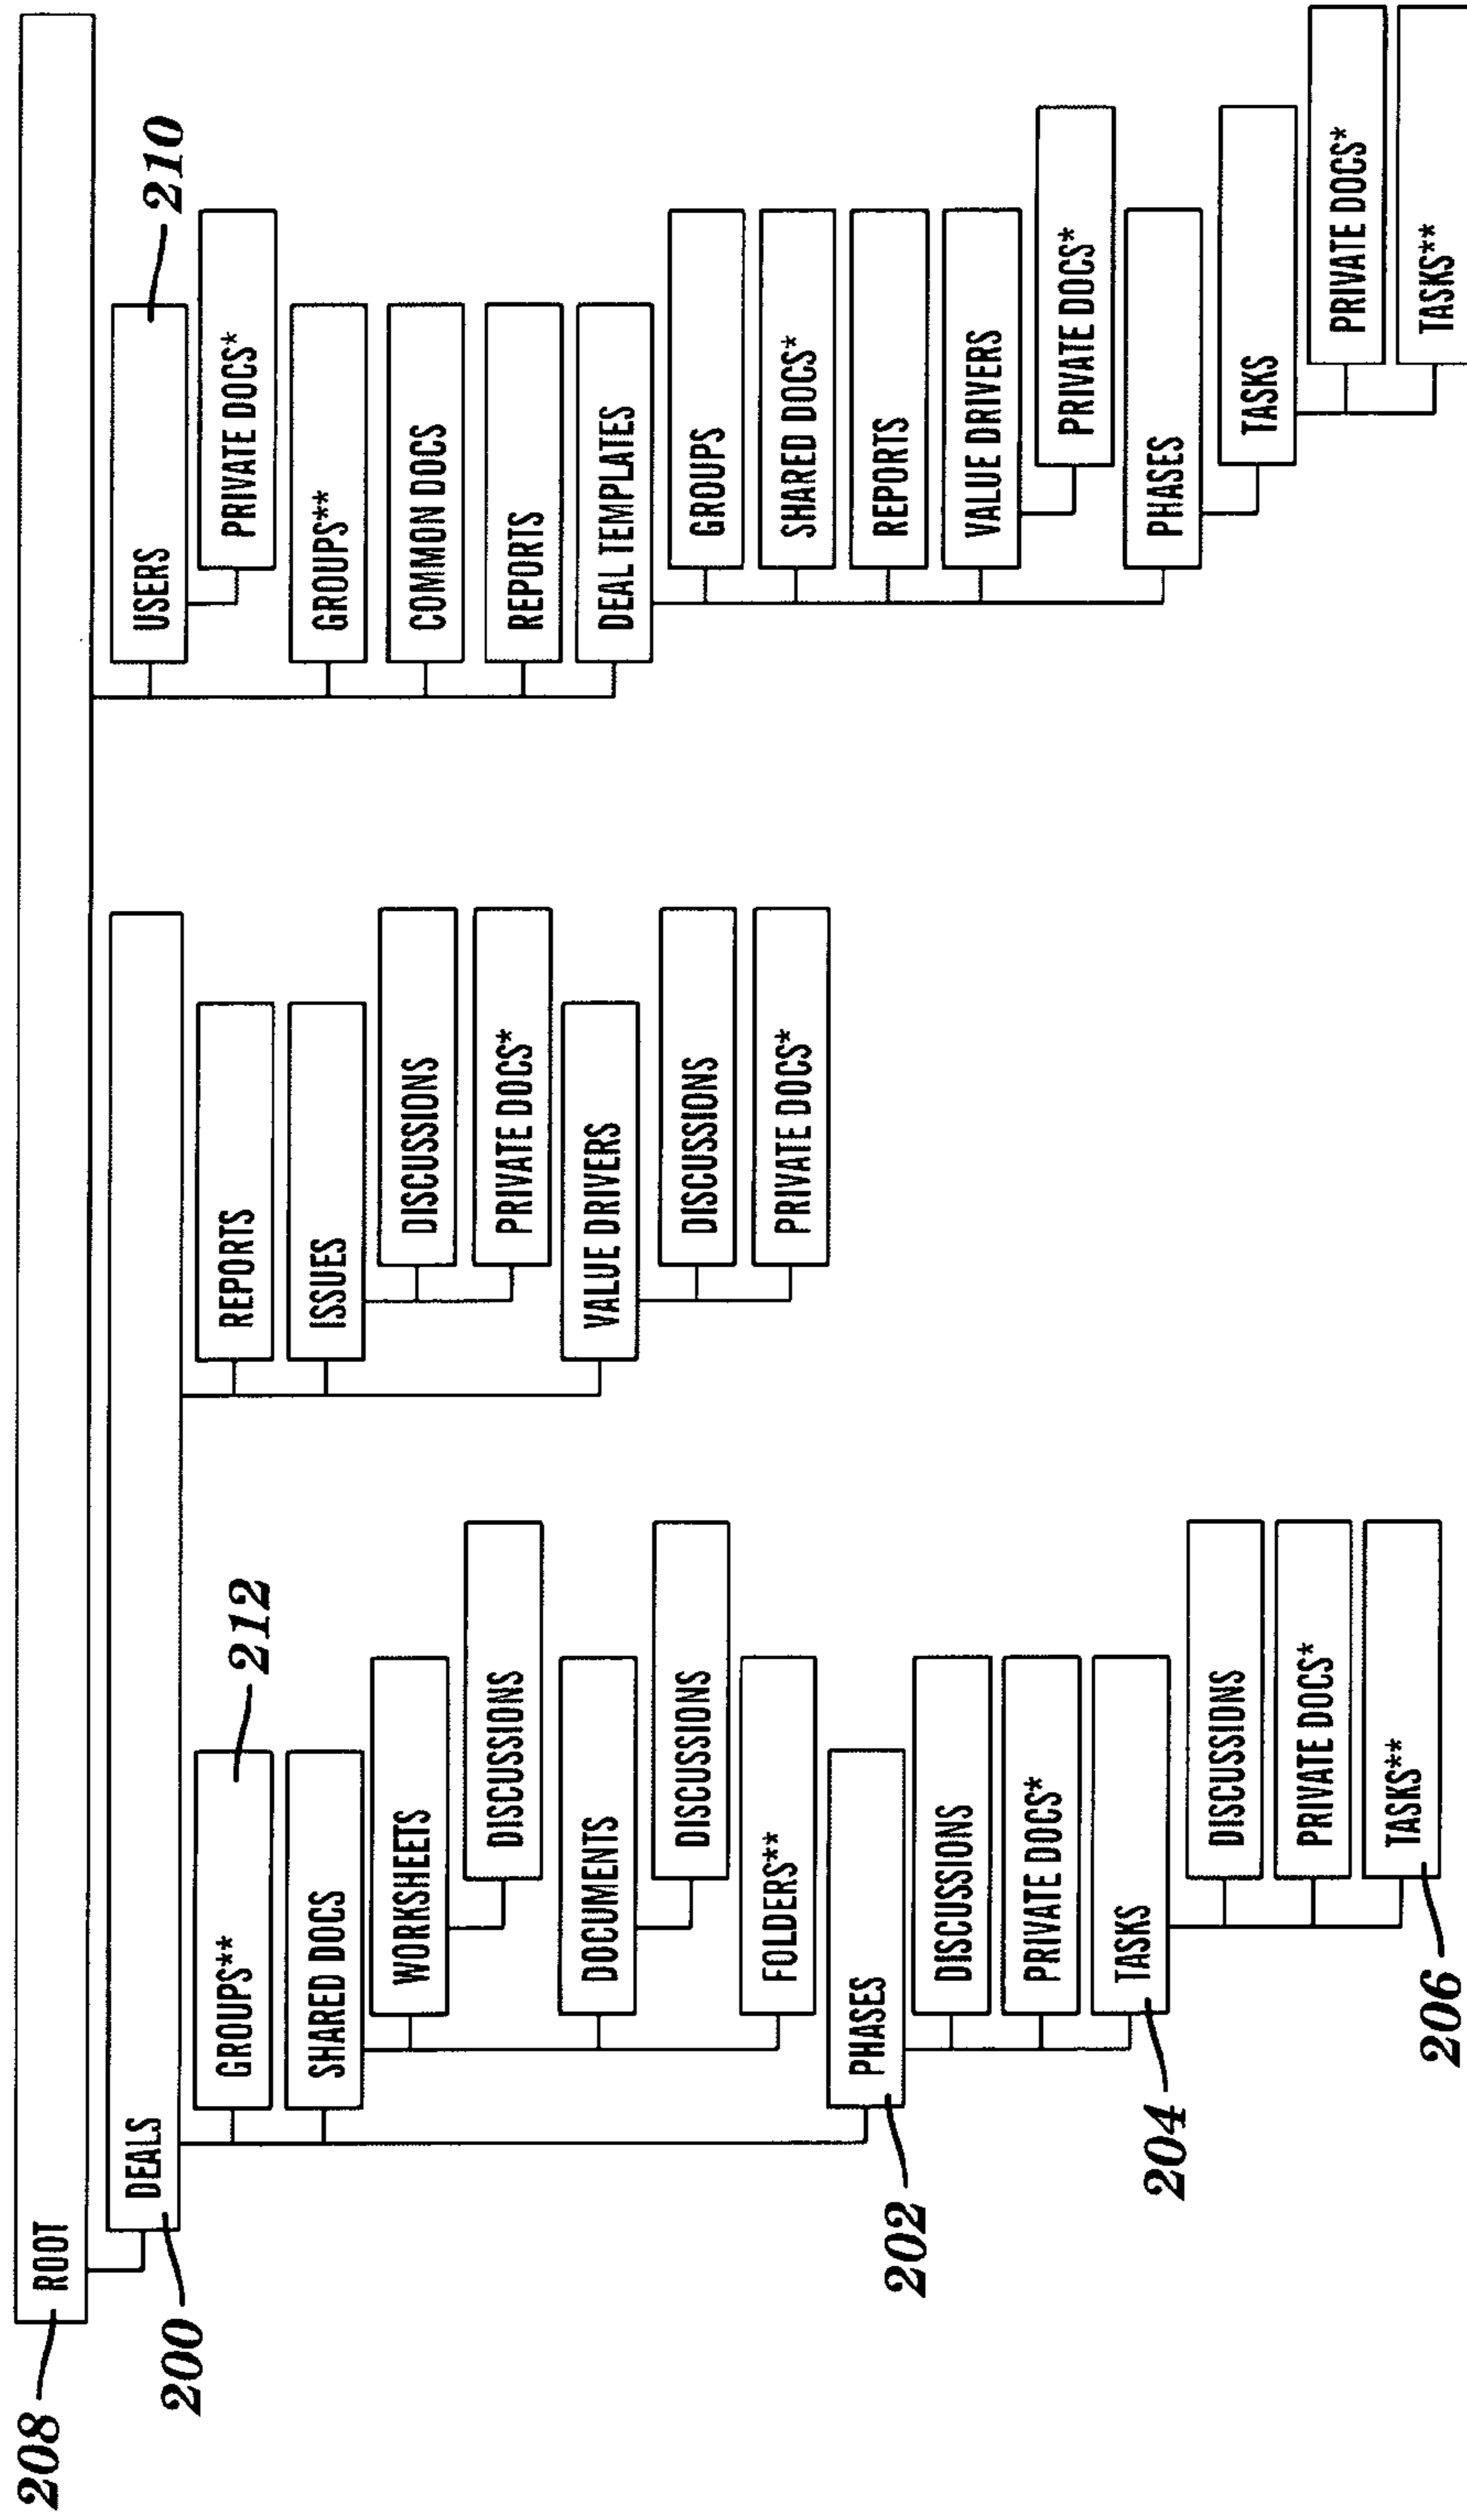 208
ROOT
200
DEALS
GROUPS**
212
SHARED DOCS
WORKSHEETS
DISCUSSIONS
DOCUMENTS
DISCUSSIONS
FOLDERS**
PHASES
202
DISCUSSIONS
PRIVATE DOCS*
TASKS
204
DISCUSSIONS
PRIVATE DOCS*
TASKS**
206
REPORTS
ISSUES
DISCUSSIONS
PRIVATE DOCS*
VALUE DRIVERS
DISCUSSIONS
PRIVATE DOCS*
USERS
210
PRIVATE DOCS*
GROUPS**
COMMON DOCS
REPORTS
DEAL TEMPLATES
GROUPS
SHARED DOCS*
REPORTS
VALUE DRIVERS
PRIVATE DOCS*
PHASES
TASKS
PRIVATE DOCS*
TASKS**